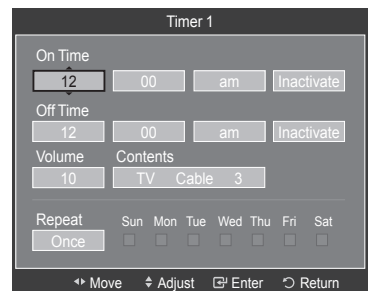 Timer 1
On Time
12 00 am Inactivate
Off Time
12 00 am Inactivate
Volume Contents
10 TV Cable 3
Repeat Sun Mon Tue Wed Thu Fri Sat
Once
Move Adjust Enter Return